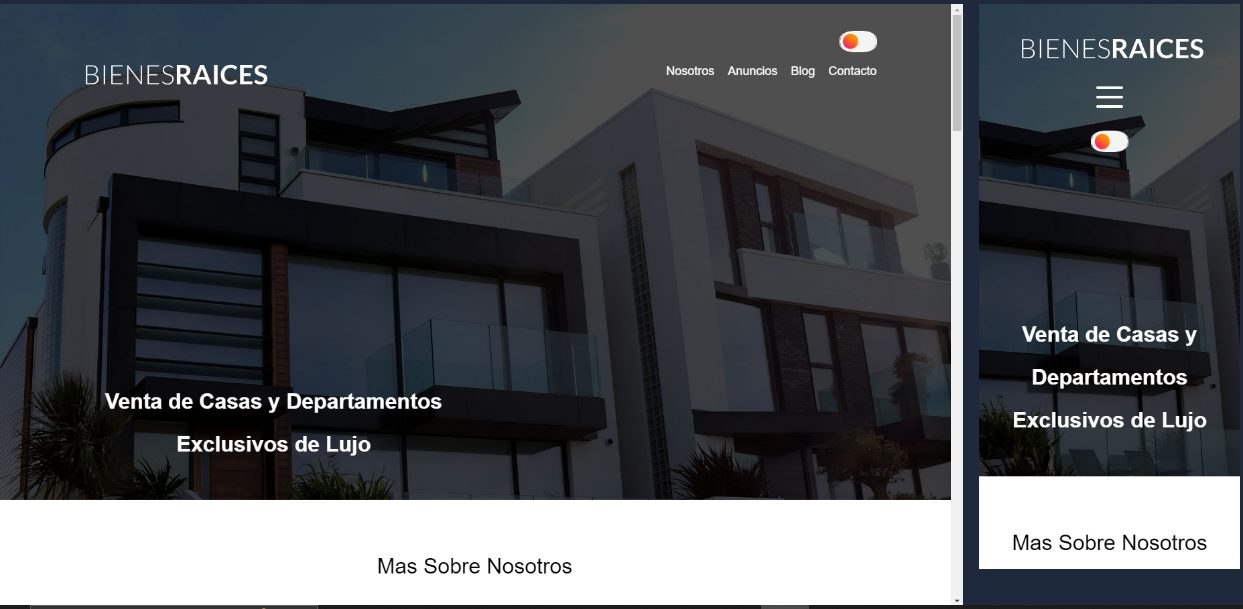 BIENESRAICES
Nosotros Anuncios Blog Contacto
Venta de Casas y Departamentos
Exclusivos de Lujo
Mas Sobre Nosotros
BIENESRAICES
Venta de Casas y
Departamentos
Exclusivos de Lujo
Mas Sobre Nosotros